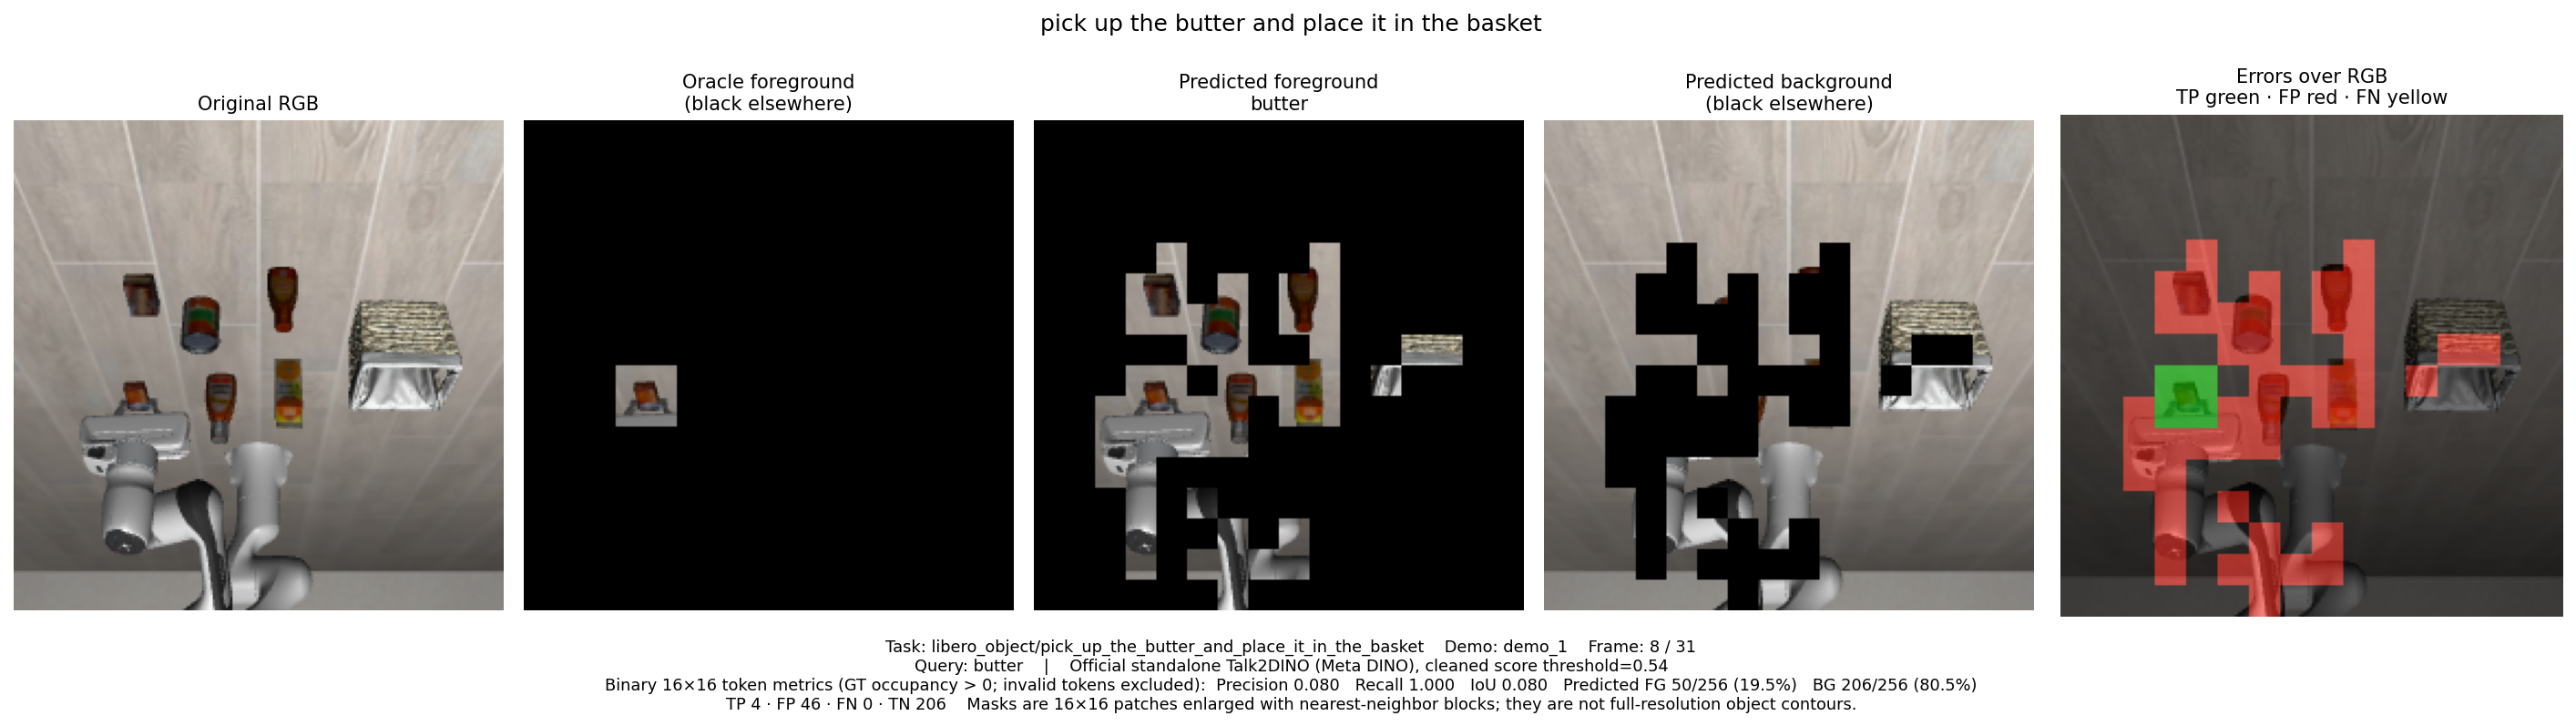 pick up the butter and place it in the basket
Original RGB
Oracle foreground
(black elsewhere)
Predicted foreground
butter
Predicted background
(black elsewhere)
Errors over RGB
TP green · FP red · FN yellow
Task: libero_object/pick_up_the_butter_and_place_it_in_the_basket    Demo: demo_1    Frame: 8 / 31
Query: butter    |    Official standalone Talk2DINO (Meta DINO), cleaned score threshold=0.54
Binary 16×16 token metrics (GT occupancy > 0; invalid tokens excluded):  Precision 0.080   Recall 1.000   IoU 0.080   Predicted FG 50/256 (19.5%)   BG 206/256 (80.5%)
TP 4 · FP 46 · FN 0 · TN 206    Masks are 16×16 patches enlarged with nearest-neighbor blocks; they are not full-resolution object contours.